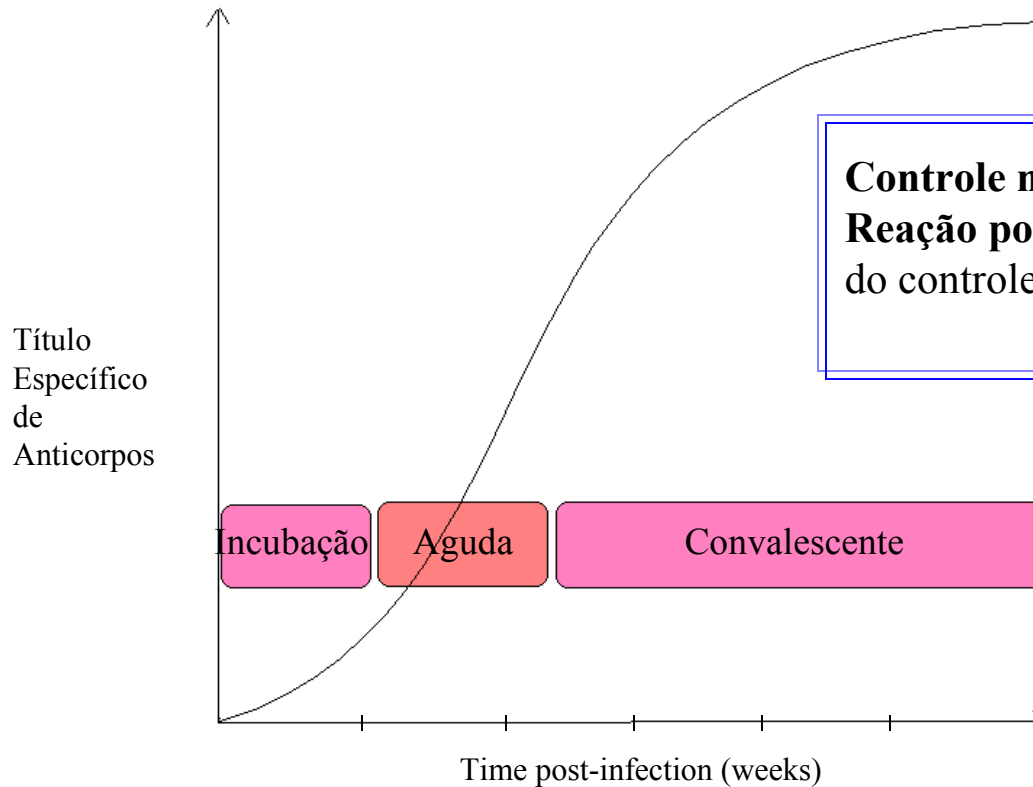 Controle
Reação
do controle
Título
Específico
de
Anticorpos
Incubação Aguda Convalescente
Time post-infection (weeks)